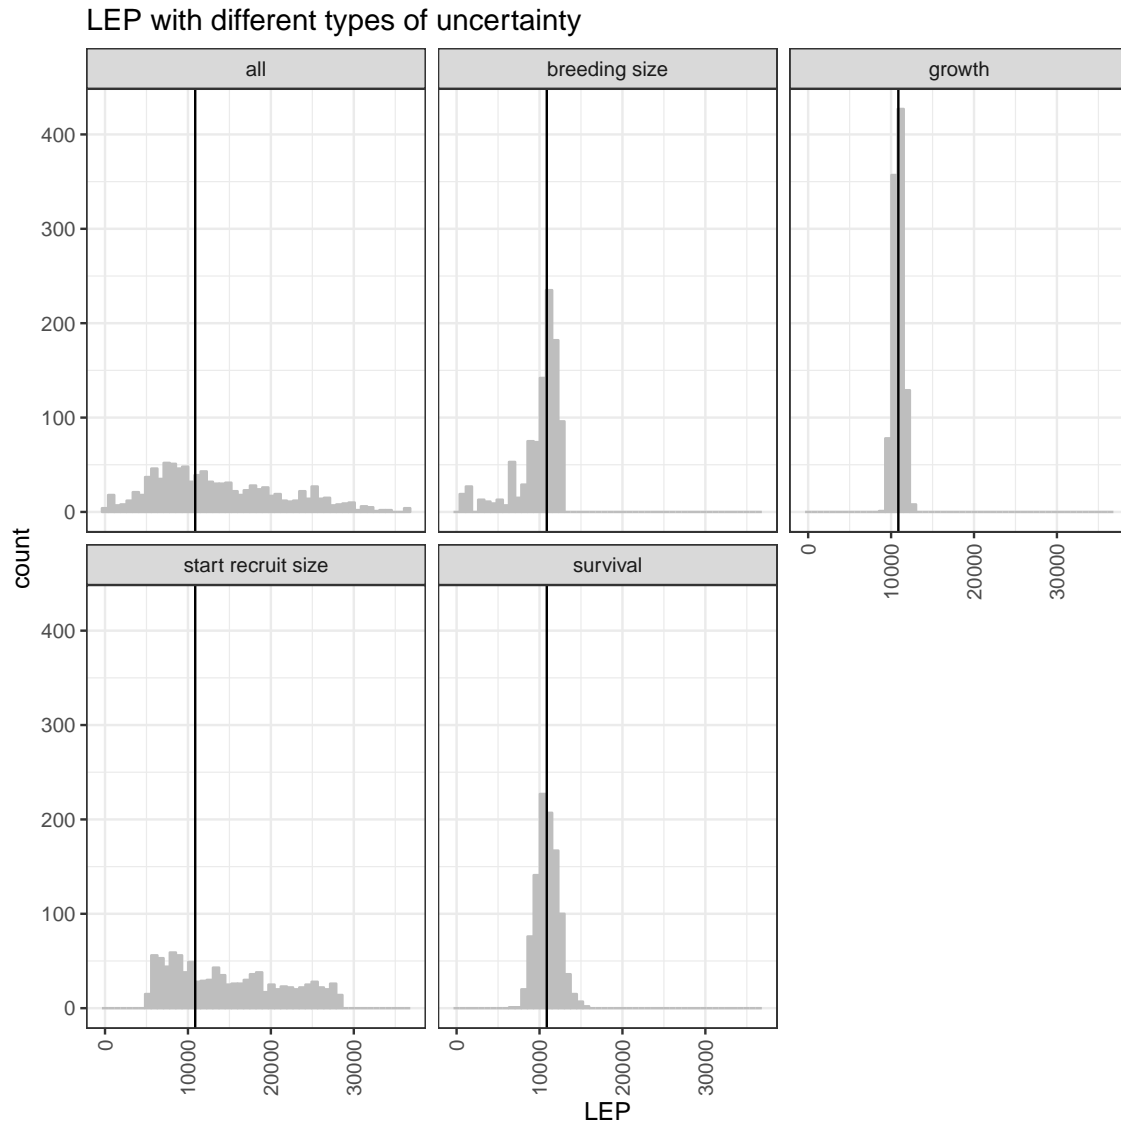 LEP with different types of uncertainty
all
breeding size
growth
400
300
200
100
0
0
10000
20000
30000
count
start recruit size
survival
400
300
200
100
0
0
10000
20000
30000
0
10000
20000
30000
LEP